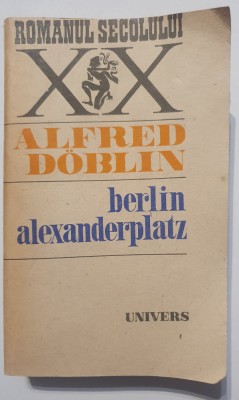 ROMANUL SECOLULUI
XX
ALFRED
DÖBLIN
berlin
alexanderplatz
UNIVERS